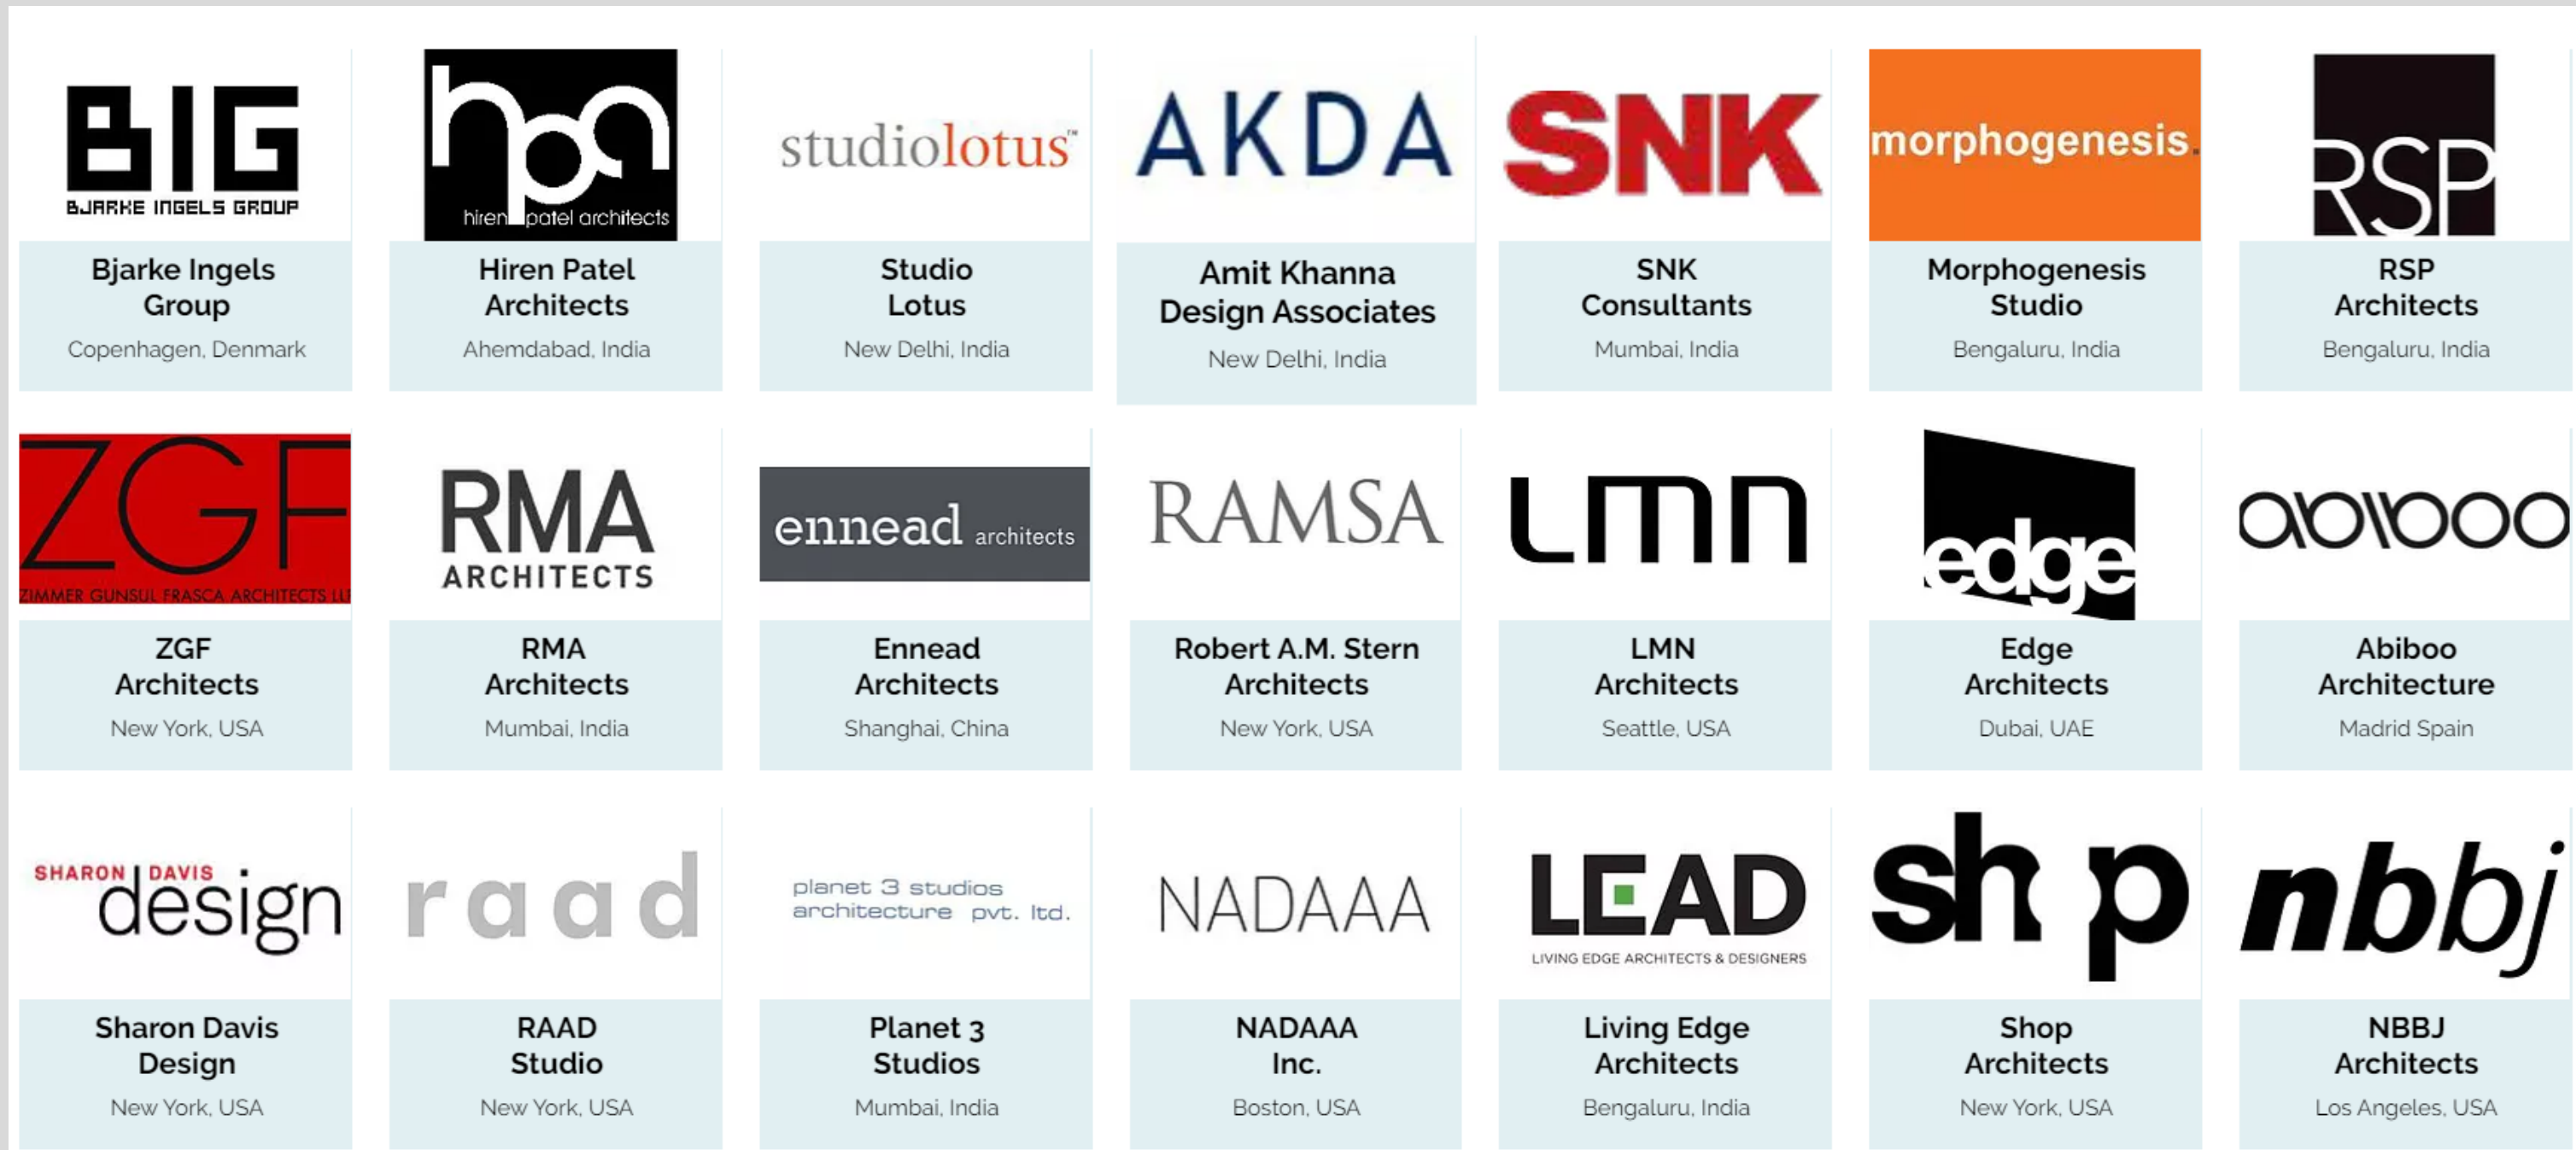 BIG
BJARKE INGELS GROUP
Bjarke Ingels
Group
Copenhagen, Denmark
hpa
hiren patel architects
Hiren Patel
Architects
Ahemdabad, India
studiolotus™
Studio
Lotus
New Delhi, India
AKDA
Amit Khanna
Design Associates
New Delhi, India
SNK
SNK
Consultants
Mumbai, India
morphogenesis.
Morphogenesis
Studio
Bengaluru, India
RSP
RSP
Architects
Bengaluru, India
ZGF
ZIMMER GUNSUL FRASCA ARCHITECTS LLP
ZGF
Architects
New York, USA
RMA
ARCHITECTS
RMA
Architects
Mumbai, India
ennead architects
Ennead
Architects
Shanghai, China
RAMSA
Robert A.M. Stern
Architects
New York, USA
lmn
LMN
Architects
Seattle, USA
edge
Edge
Architects
Dubai, UAE
abiboo
Abiboo
Architecture
Madrid Spain
SHARON DAVIS
design
Sharon Davis
Design
New York, USA
raad
RAAD
Studio
New York, USA
planet 3 studios
architecture pvt. ltd.
Planet 3
Studios
Mumbai, India
NADAAA
NADAAA
Inc.
Boston, USA
LEAD
LIVING EDGE ARCHITECTS & DESIGNERS
Living Edge
Architects
Bengaluru, India
sh p
Shop
Architects
New York, USA
nbbj
NBBJ
Architects
Los Angeles, USA